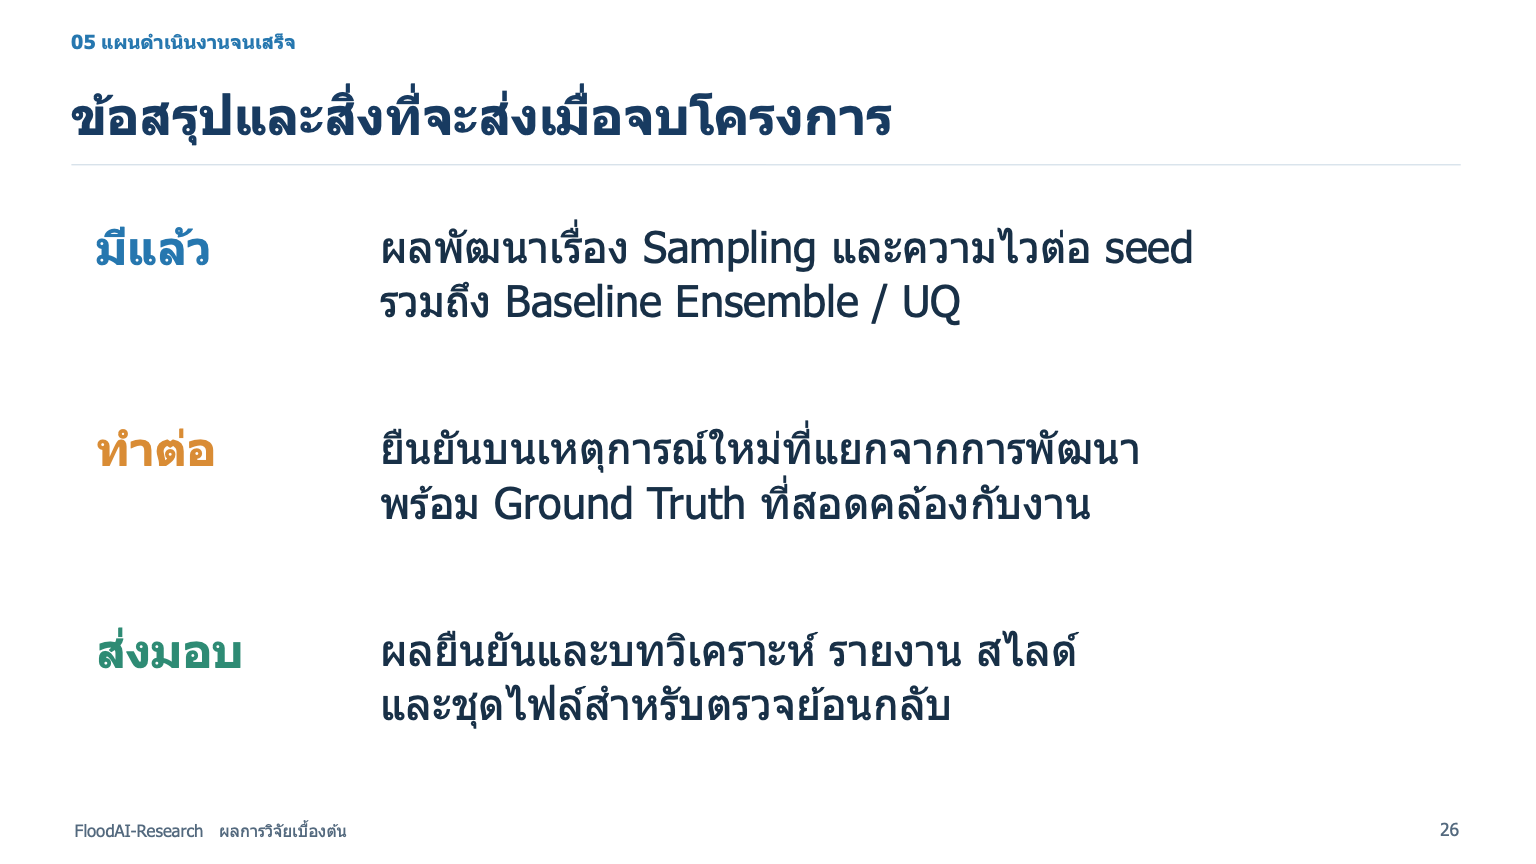 05 แผนดำเนินงานจนเสร็จ
ข้อสรุปและสิ่งที่จะส่งเมื่อจบโครงการ
มีแล้ว
ผลพัฒนาเรื่อง Sampling และความไวต่อ seed
รวมถึง Baseline Ensemble / UQ
ทำต่อ
ยืนยันบนเหตุการณ์ใหม่ที่แยกจากการพัฒนา
พร้อม Ground Truth ที่สอดคล้องกับงาน
ส่งมอบ
ผลยืนยันและบทวิเคราะห์ รายงาน สไลด์
และชุดไฟล์สำหรับตรวจย้อนกลับ
FloodAI-Research ผลการวิจัยเบื้องต้น
26